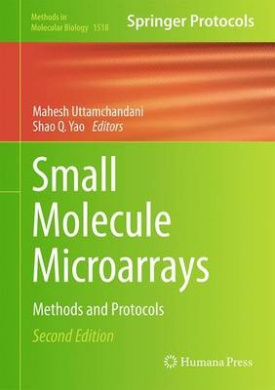 Methods in
Molecular Biology 1518
Springer Protocols
Mahesh Uttamchandani
Shao Q. Yao Editors
Small
Molecule
Microarrays
Methods and Protocols
Second Edition
Humana Press